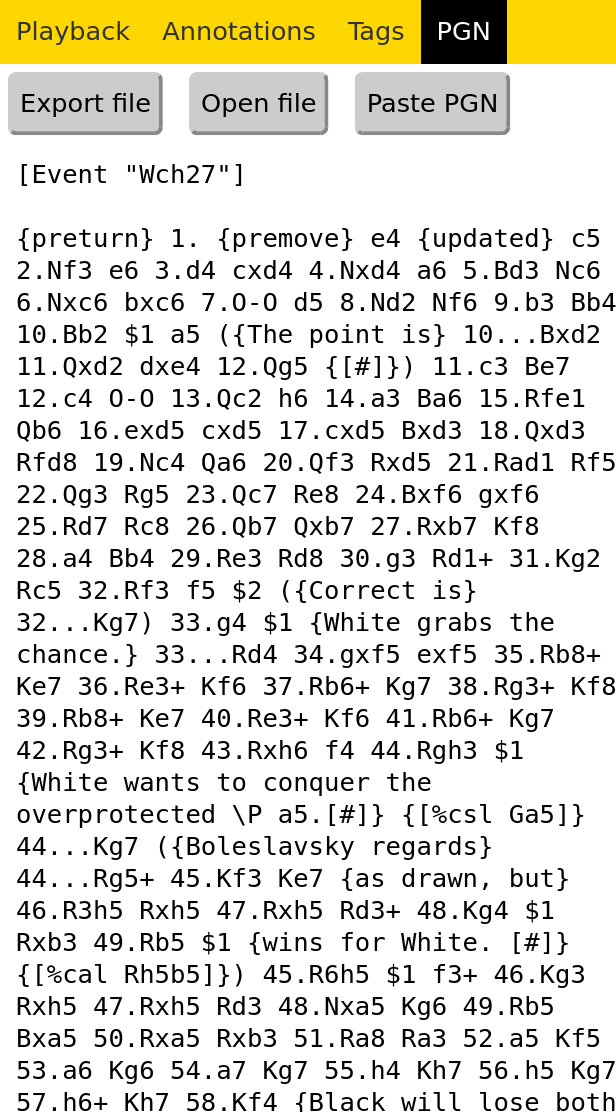 Playback Annotations Tags PGN
Export file Open file Paste PGN
[Event "Wch27"]
{preturn} 1. {premove} e4 {updated} c5
2.Nf3 e6 3.d4 cxd4 4.Nxd4 a6 5.Bd3 Nc6
6.Nxc6 bxc6 7.O-O d5 8.Nd2 Nf6 9.b3 Bb4
10.Bb2 $1 a5 ({The point is} 10...Bxd2
11.Qxd2 dxe4 12.Qg5 {[#]}) 11.c3 Be7
12.c4 O-O 13.Qc2 h6 14.a3 Ba6 15.Rfe1
Qb6 16.exd5 cxd5 17.cxd5 Bxd3 18.Qxd3
Rfd8 19.Nc4 Qa6 20.Qf3 Rxd5 21.Rad1 Rf5
22.Qg3 Rg5 23.Qc7 Re8 24.Bxf6 gxf6
25.Rd7 Rc8 26.Qb7 Qxb7 27.Rxb7 Kf8
28.a4 Bb4 29.Re3 Rd8 30.g3 Rd1+ 31.Kg2
Rc5 32.Rf3 f5 $2 ({Correct is}
32...Kg7) 33.g4 $1 {White grabs the
chance.} 33...Rd4 34.gxf5 exf5 35.Rb8+
Ke7 36.Re3+ Kf6 37.Rb6+ Kg7 38.Rg3+ Kf8
39.Rb8+ Ke7 40.Re3+ Kf6 41.Rb6+ Kg7
42.Rg3+ Kf8 43.Rxh6 f4 44.Rgh3 $1
{White wants to conquer the
overprotected \P a5.[#]} {[%csl Ga5]}
44...Kg7 ({Boleslavsky regards}
44...Rg5+ 45.Kf3 Ke7 {as drawn, but}
46.R3h5 Rxh5 47.Rxh5 Rd3+ 48.Kg4 $1
Rxb3 49.Rb5 $1 {wins for White. [#]}
{[%cal Rh5b5]}) 45.R6h5 $1 f3+ 46.Kg3
Rxh5 47.Rxh5 Rd3 48.Nxa5 Kg6 49.Rb5
Bxa5 50.Rxa5 Rxb3 51.Ra8 Ra3 52.a5 Kf5
53.a6 Kg6 54.a7 Kg7 55.h4 Kh7 56.h5 Kg7
57.h6+ Kh7 58.Kf4 {Black will lose both